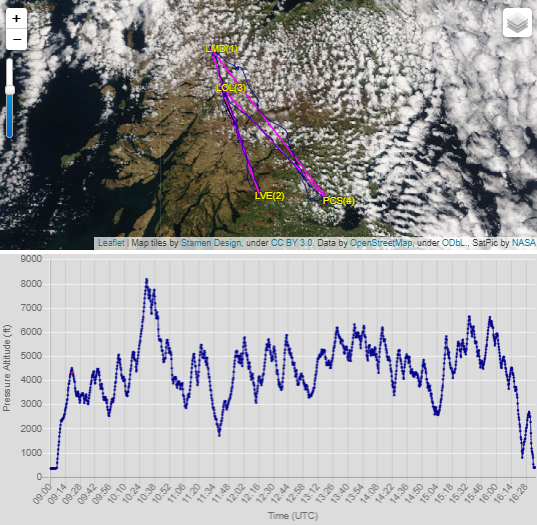 +
−
LMO(1)
LOL(3)
LVE(2)
PCS(4)
Leaflet | Map tiles by Stamen Design, under CC BY 3.0. Data by OpenStreetMap, under ODbL., SatPic by NASA
9000
8000
7000
6000
5000
4000
3000
2000
1000
0
Pressure Altitude (ft)
09:00 09:14 09:28 09:42 09:56 10:10 10:24 10:38 10:52 11:06 11:20 11:34 11:48 12:02 12:16 12:30 12:44 12:58 13:12 13:26 13:40 13:54 14:08 14:22 14:36 14:50 15:04 15:18 15:32 15:46 16:00 16:14 16:28
Time (UTC)